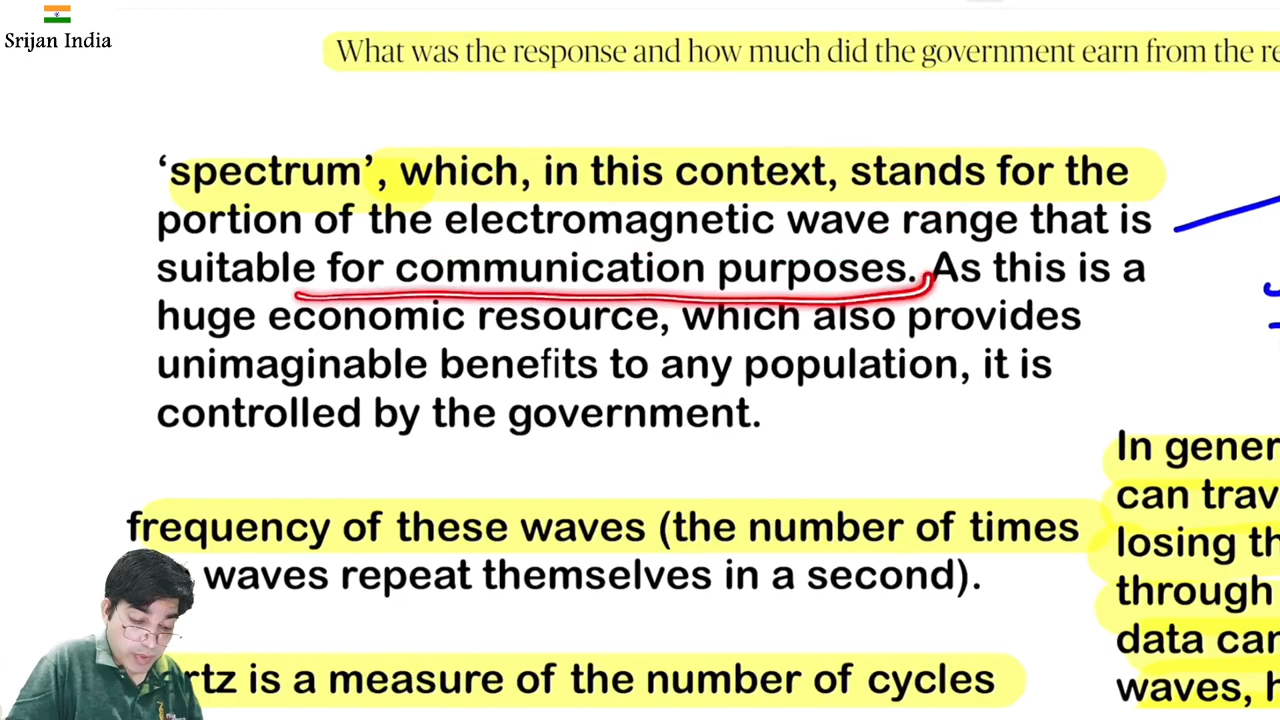 Srijan India
What was the response and how much did the government earn from the re
‘spectrum’, which, in this context, stands for the
portion of the electromagnetic wave range that is
suitable for communication purposes. As this is a
huge economic resource, which also provides
unimaginable benefits to any population, it is
controlled by the government.
frequency of these waves (the number of times
waves repeat themselves in a second).
rtz is a measure of the number of cycles
In gener
can trav
losing th
through
data car
waves, h